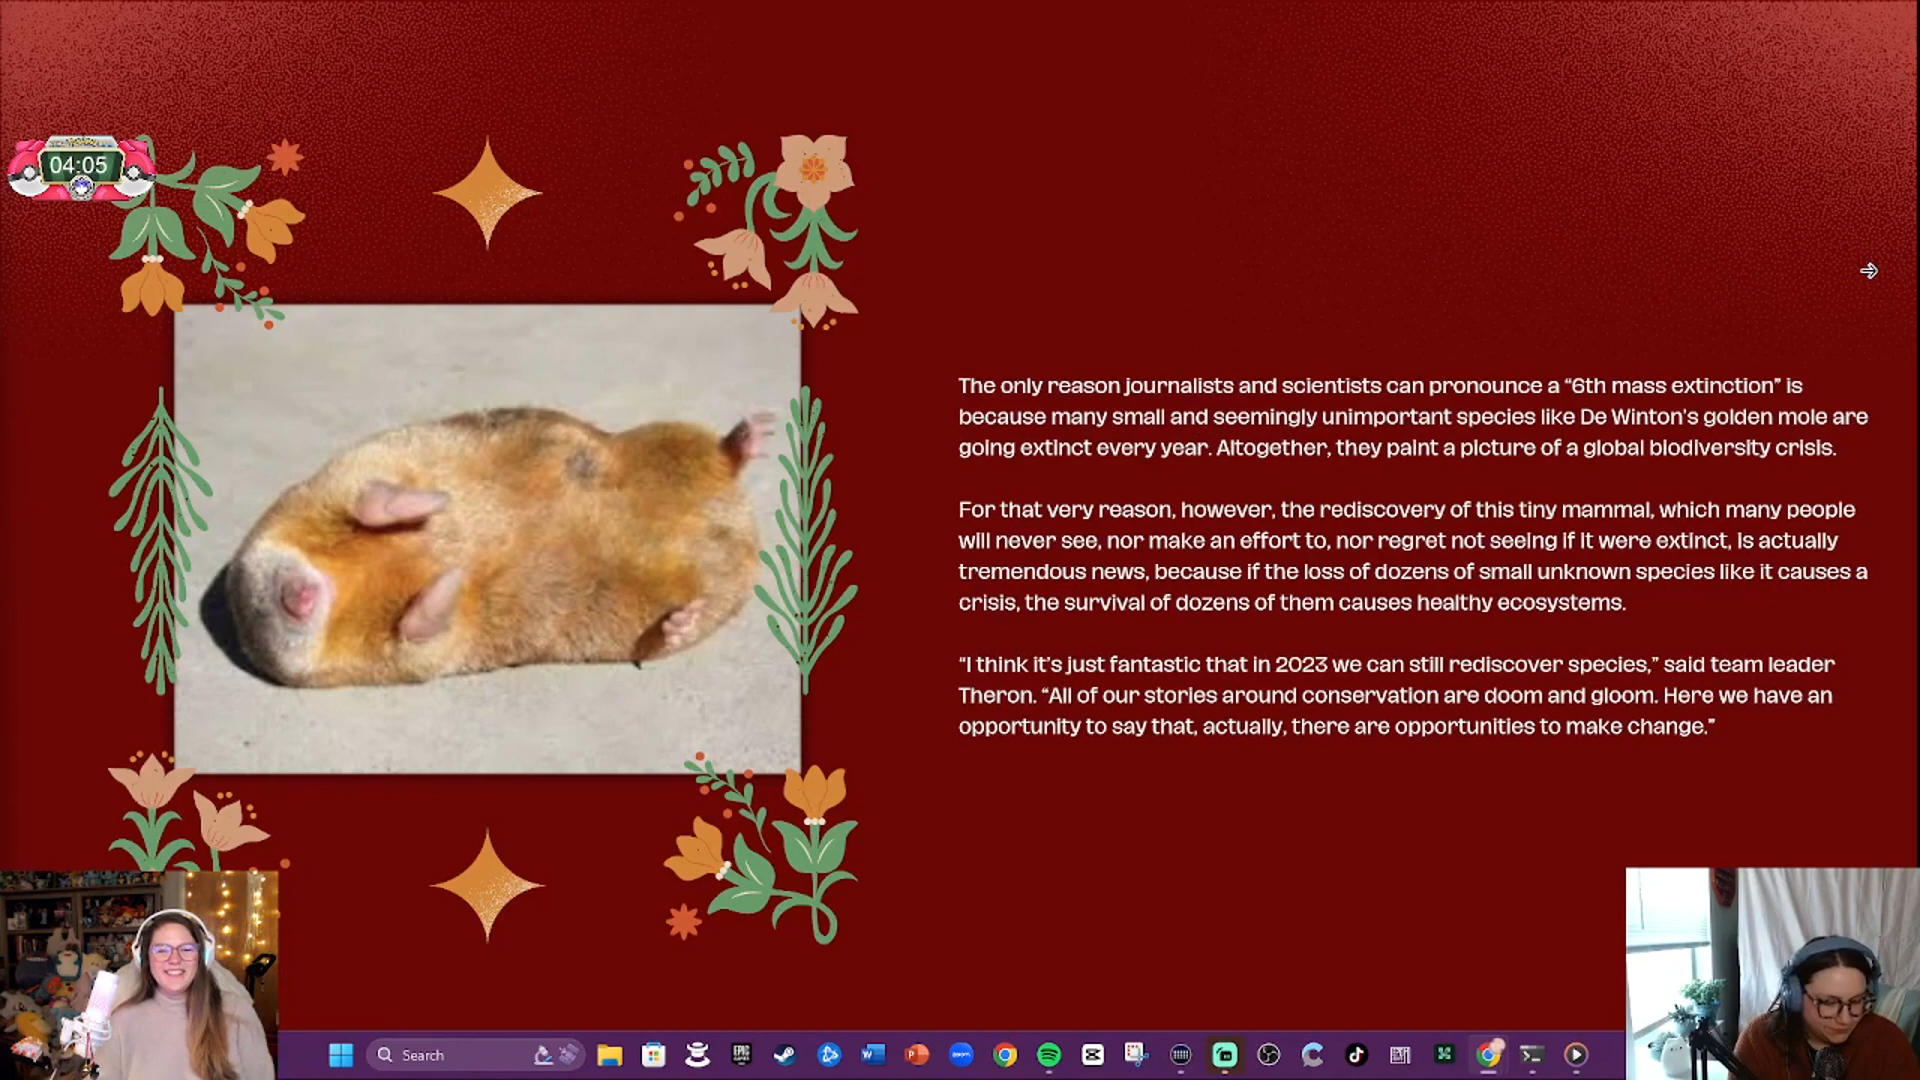 04:05
The only reason journalists and scientists can pronounce a “6th mass extinction” is
because many small and seemingly unimportant species like De Winton’s golden mole are
going extinct every year. Altogether, they paint a picture of a global biodiversity crisis.
For that very reason, however, the rediscovery of this tiny mammal, which many people
will never see, nor make an effort to, nor regret not seeing if it were extinct, is actually
tremendous news, because if the loss of dozens of small unknown species like it causes a
crisis, the survival of dozens of them causes healthy ecosystems.
“I think it’s just fantastic that in 2023 we can still rediscover species,” said team leader
Theron. “All of our stories around conservation are doom and gloom. Here we have an
opportunity to say that, actually, there are opportunities to make change.”
Search